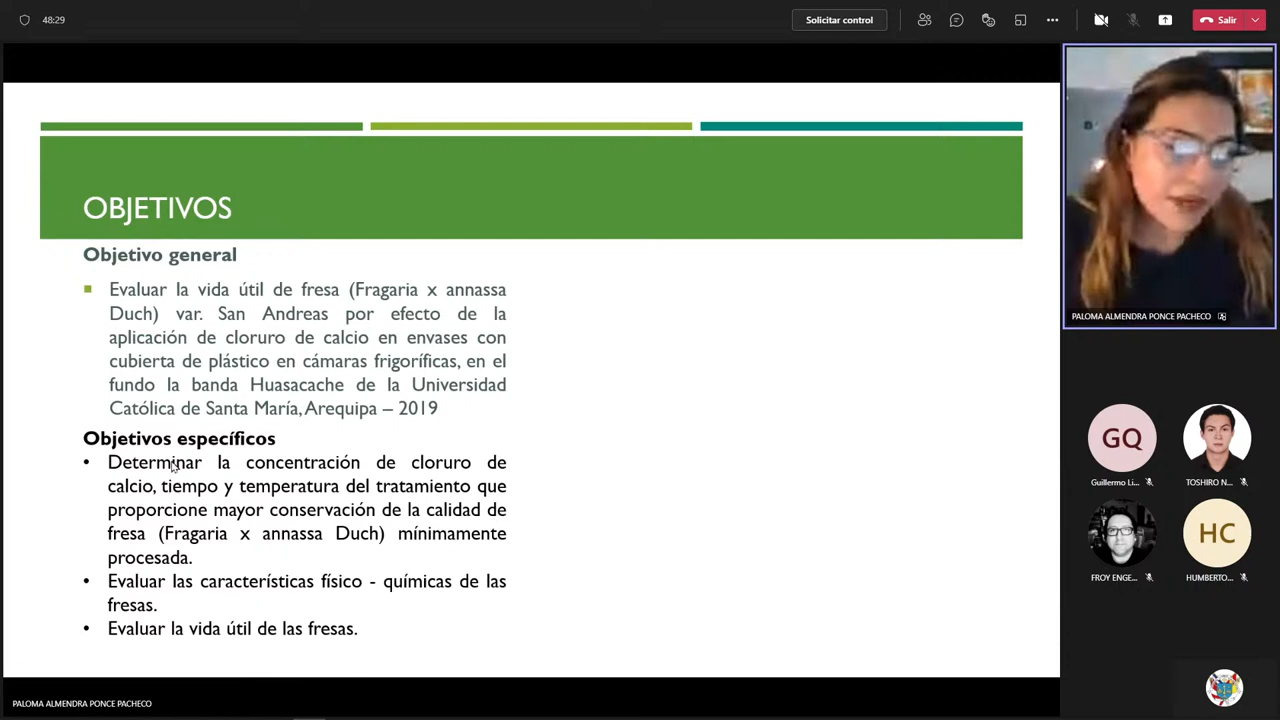 48:29
Solicitar control
Salir
OBJETIVOS
Objetivo general
Evaluar la vida útil de fresa (Fragaria x annassa
Duch) var. San Andreas por efecto de la
aplicación de cloruro de calcio en envases con
cubierta de plástico en cámaras frigoríficas, en el
fundo la banda Huasacache de la Universidad
Católica de Santa María, Arequipa – 2019
Objetivos específicos
• Determinar la concentración de cloruro de
calcio, tiempo y temperatura del tratamiento que
proporcione mayor conservación de la calidad de
fresa (Fragaria x annassa Duch) mínimamente
procesada.
• Evaluar las características físico - químicas de las
fresas.
• Evaluar la vida útil de las fresas.
PALOMA ALMENDRA PONCE PACHECO
PALOMA ALMENDRA PONCE PACHECO
GQ
Guillermo Li...
TOSHIRO N...
FROY ENGE...
HC
HUMBERTO...